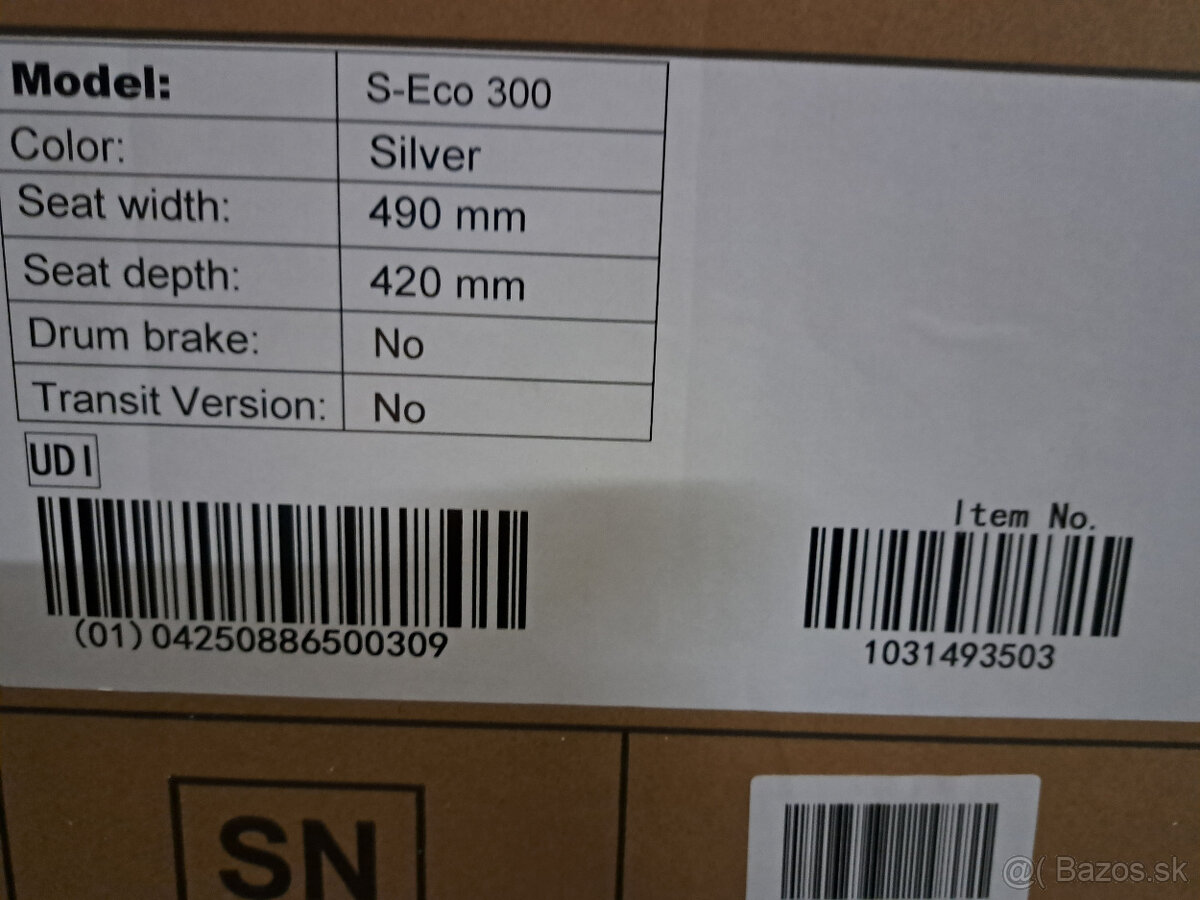 Model: S-Eco 300
Color: Silver
Seat width: 490 mm
Seat depth: 420 mm
Drum brake: No
Transit Version: No
UDI
Item No.
(01)04250886500309
1031493503
SN
@( Bazos.sk